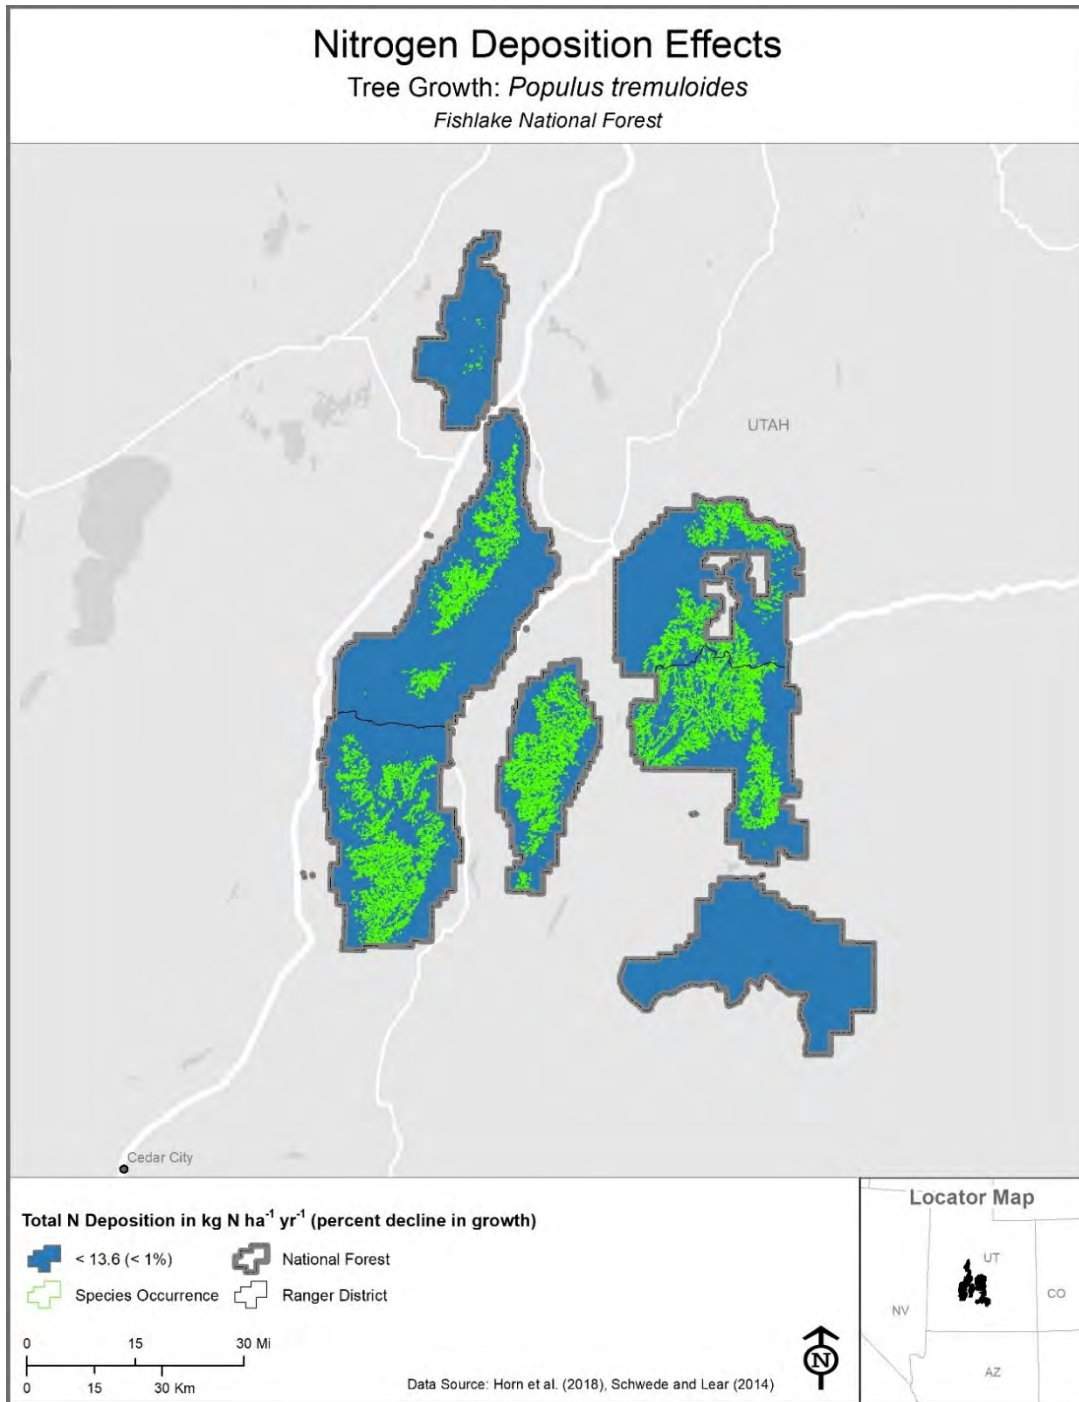 Nitrogen Deposition Effects
Tree Growth: Populus tremuloides
Fishlake National Forest
UTAH
Cedar City
Total N Deposition in kg N ha⁻¹ yr⁻¹ (percent decline in growth)
< 13.6 (< 1%)
National Forest
Species Occurrence
Ranger District
0 15 30 Mi
0 15 30 Km
N
Data Source: Horn et al. (2018), Schwede and Lear (2014)
Locator Map
UT
CO
NV
AZ